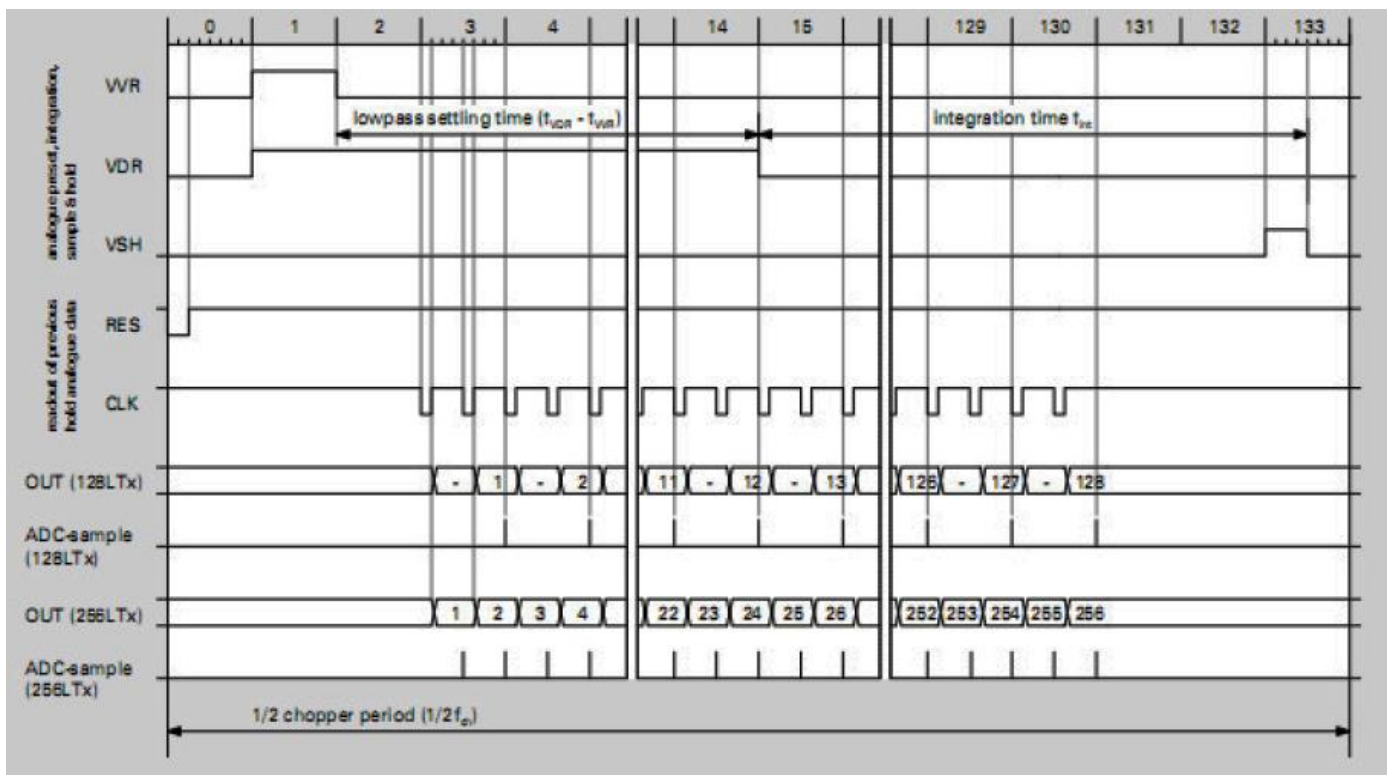 0 1 2 3 4 14 15 129 130 131 132 133
analogue preset, integration,
sample & hold
VVR
lowpass settling time (tVDR - tVVR)
integration time tint
VDR
VSH
readout of previous
hold analogue data
RES
CLK
OUT (128LTx)
- 1 - 2 11 - 12 - 13 126 - 127 - 128
ADC-sample
(128LTx)
OUT (256LTx)
1 2 3 4 22 23 24 25 26 252 253 254 255 256
ADC-sample
(256LTx)
1/2 chopper period (1/2fch)